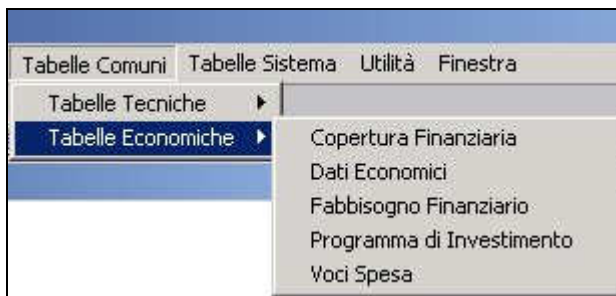 Tabelle Comuni Tabelle Sistema Utilità Finestra
Tabelle Tecniche
Tabelle Economiche
Copertura Finanziaria
Dati Economici
Fabbisogno Finanziario
Programma di Investimento
Voci Spesa